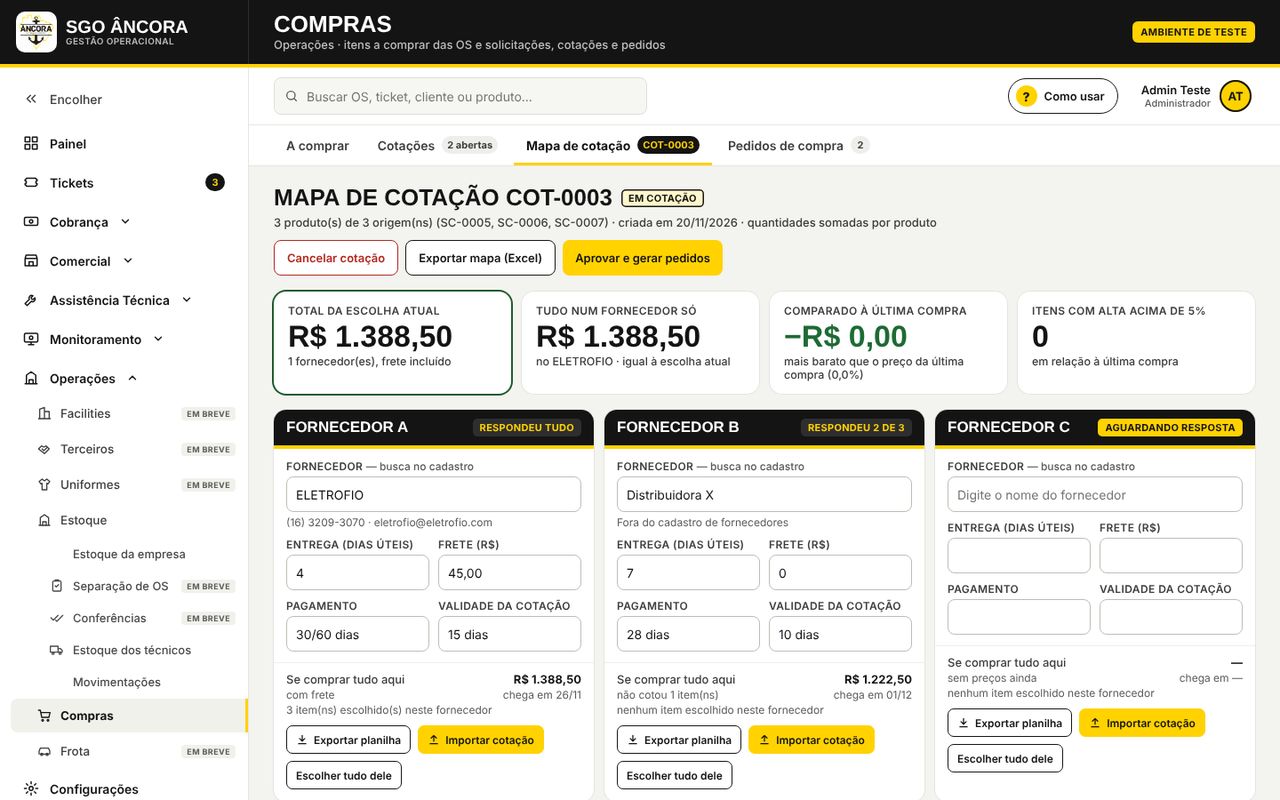 ÂNCORA
SGO ÂNCORA
GESTÃO OPERACIONAL
COMPRAS
Operações · itens a comprar das OS e solicitações, cotações e pedidos
AMBIENTE DE TESTE
Encolher
Painel
Tickets 3
Cobrança
Comercial
Assistência Técnica
Monitoramento
Operações
Facilities EM BREVE
Terceiros EM BREVE
Uniformes EM BREVE
Estoque
Estoque da empresa
Separação de OS EM BREVE
Conferências EM BREVE
Estoque dos técnicos
Movimentações
Compras
Frota EM BREVE
Configurações
Buscar OS, ticket, cliente ou produto...
? Como usar
Admin Teste
Administrador
AT
A comprar Cotações 2 abertas Mapa de cotação COT-0003 Pedidos de compra 2
MAPA DE COTAÇÃO COT-0003 EM COTAÇÃO
3 produto(s) de 3 origem(ns) (SC-0005, SC-0006, SC-0007) · criada em 20/11/2026 · quantidades somadas por produto
Cancelar cotação Exportar mapa (Excel) Aprovar e gerar pedidos
TOTAL DA ESCOLHA ATUAL
R$ 1.388,50
1 fornecedor(es), frete incluído
TUDO NUM FORNECEDOR SÓ
R$ 1.388,50
no ELETROFIO · igual à escolha atual
COMPARADO À ÚLTIMA COMPRA
−R$ 0,00
mais barato que o preço da última
compra (0,0%)
ITENS COM ALTA ACIMA DE 5%
0
em relação à última compra
FORNECEDOR A RESPONDEU TUDO
FORNECEDOR — busca no cadastro
ELETROFIO
(16) 3209-3070 · eletrofio@eletrofio.com
ENTREGA (DIAS ÚTEIS) FRETE (R$)
4 45,00
PAGAMENTO VALIDADE DA COTAÇÃO
30/60 dias 15 dias
Se comprar tudo aqui R$ 1.388,50
com frete chega em 26/11
3 item(ns) escolhido(s) neste fornecedor
Exportar planilha Importar cotação
Escolher tudo dele
FORNECEDOR B RESPONDEU 2 DE 3
FORNECEDOR — busca no cadastro
Distribuidora X
Fora do cadastro de fornecedores
ENTREGA (DIAS ÚTEIS) FRETE (R$)
7 0
PAGAMENTO VALIDADE DA COTAÇÃO
28 dias 10 dias
Se comprar tudo aqui R$ 1.222,50
não cotou 1 item(ns) chega em 01/12
nenhum item escolhido neste fornecedor
Exportar planilha Importar cotação
Escolher tudo dele
FORNECEDOR C AGUARDANDO RESPOSTA
FORNECEDOR — busca no cadastro
Digite o nome do fornecedor
ENTREGA (DIAS ÚTEIS) FRETE (R$)
PAGAMENTO VALIDADE DA COTAÇÃO
Se comprar tudo aqui —
sem preços ainda chega em —
nenhum item escolhido neste fornecedor
Exportar planilha Importar cotação
Escolher tudo dele